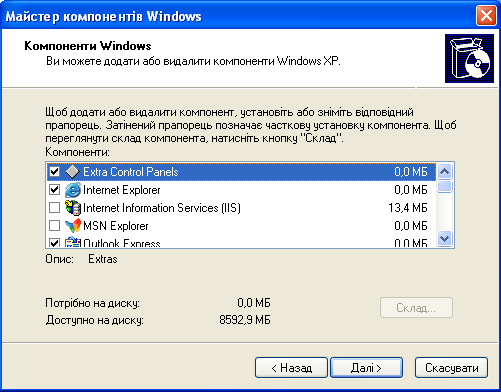 Майстер компонентів Windows
Компоненти Windows
Ви можете додати або видалити компоненти Windows XP.
Щоб додати або видалити компонент, установіть або зніміть відповідний
прапорець. Затінений прапорець позначає часткову установку компонента. Щоб
переглянути склад компонента, натисніть кнопку "Склад".
Компоненти:
Extra Control Panels 0,0 МБ
Internet Explorer 0,0 МБ
Internet Information Services (IIS) 13,4 МБ
MSN Explorer 0,0 МБ
Outlook Express 0,0 МБ
Опис: Extras
Потрібно на диску: 0,0 МБ
Доступно на диску: 8592,9 МБ
Склад...
< Назад Далі > Скасувати